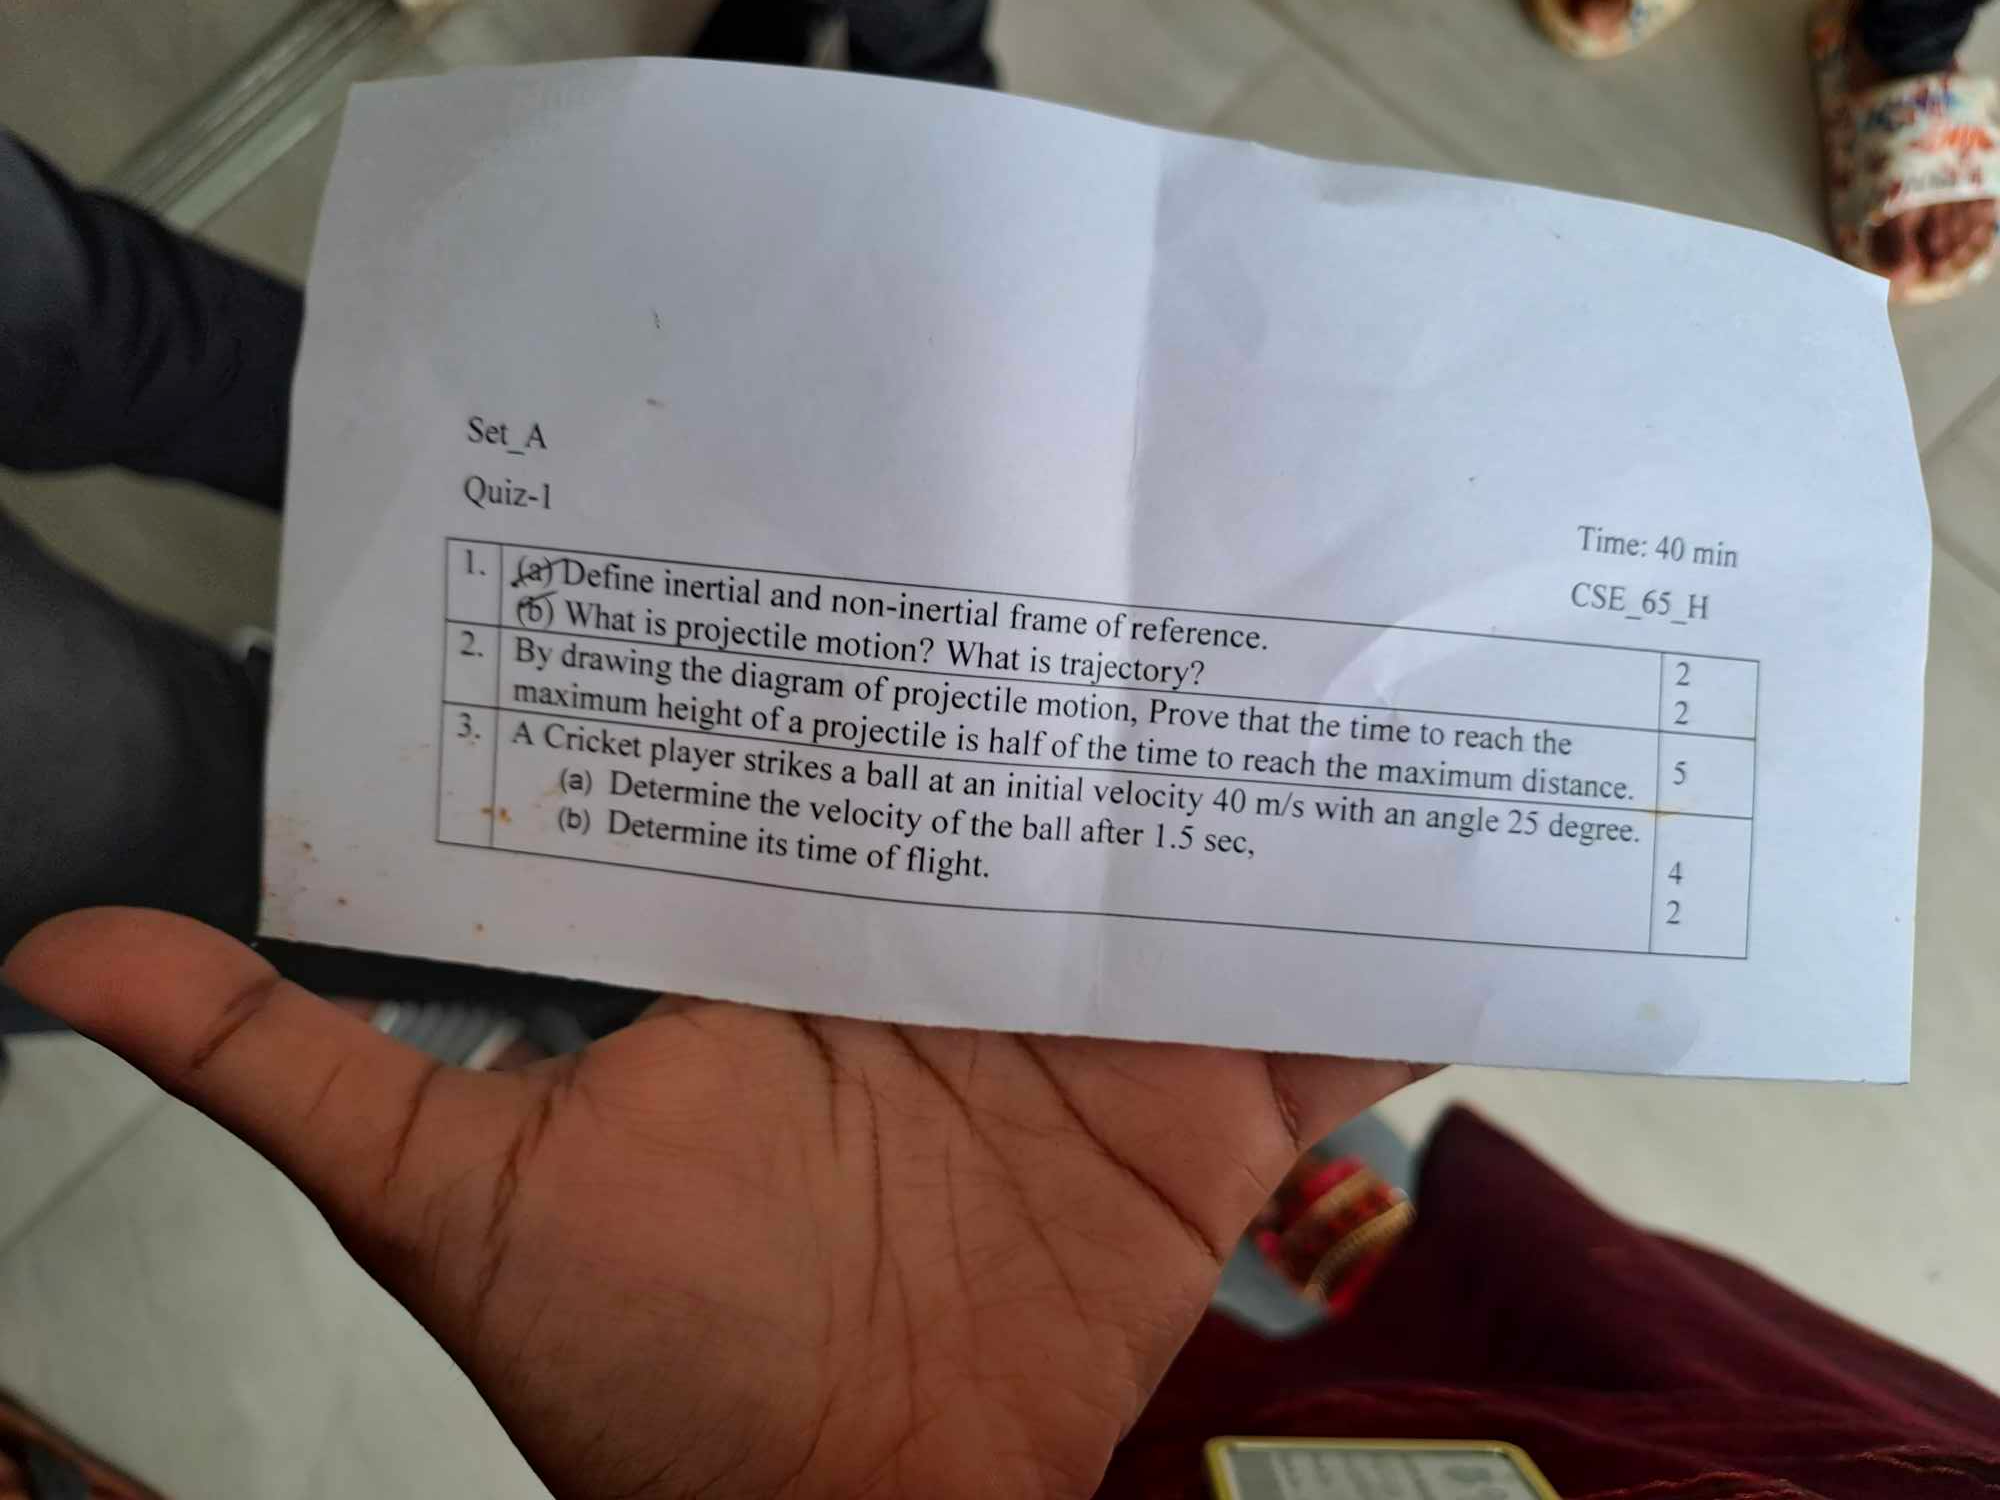 Set_A
Quiz-1
Time: 40 min
CSE_65_H
1. (a) Define inertial and non-inertial frame of reference. 2
(b) What is projectile motion? What is trajectory? 2
2. By drawing the diagram of projectile motion, Prove that the time to reach the
maximum height of a projectile is half of the time to reach the maximum distance. 5
3. A Cricket player strikes a ball at an initial velocity 40 m/s with an angle 25 degree.
(a) Determine the velocity of the ball after 1.5 sec, 4
(b) Determine its time of flight. 2